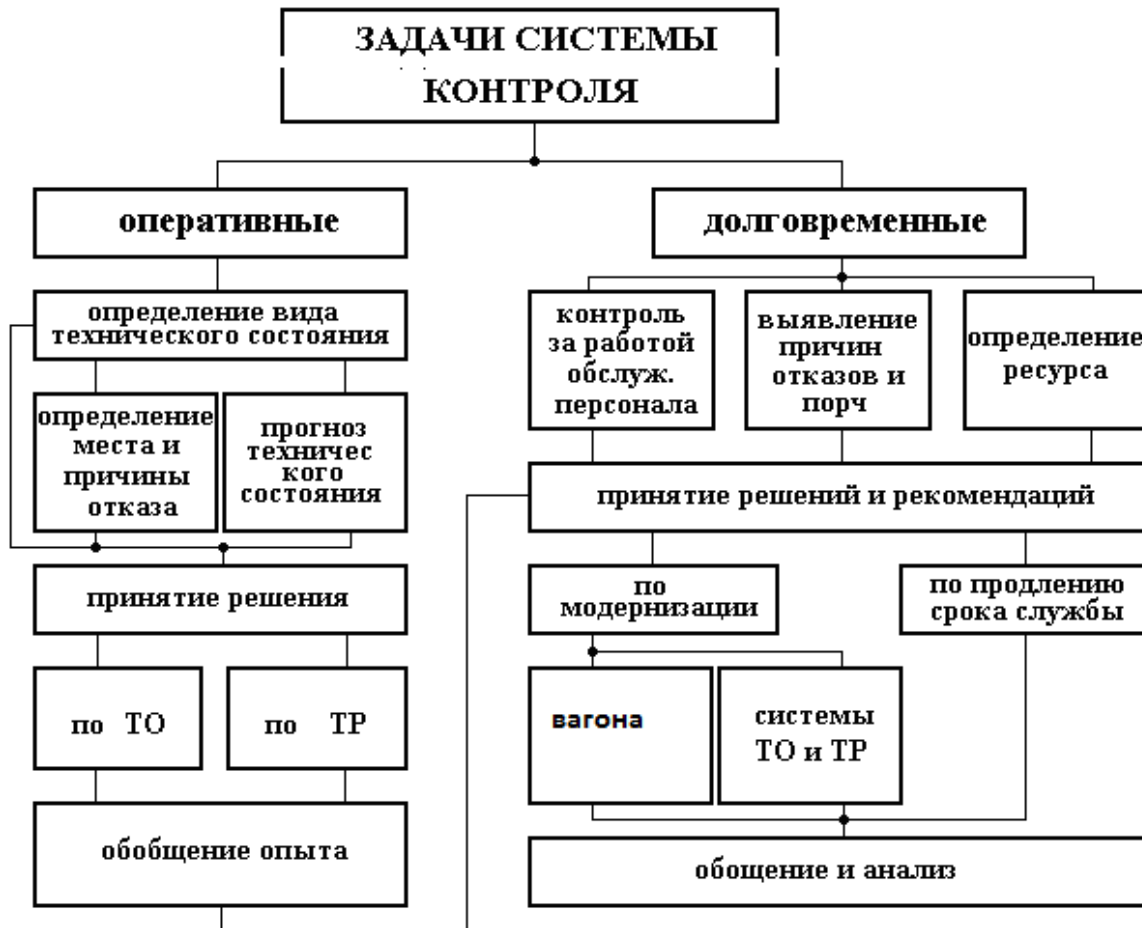 ЗАДАЧИ СИСТЕМЫ
КОНТРОЛЯ
оперативные
долговременные
определение вида
технического состояния
контроль
за работой
обслуж.
персонала
выявление
причин
отказов и
порч
определение
ресурса
определение
места и
причины
отказа
прогноз
техничес
кого
состояния
принятие решений и рекомендаций
принятие решения
по
модернизации
по продлению
срока службы
по ТО
по ТР
вагона
системы
ТО и ТР
обобщение опыта
обощение и анализ